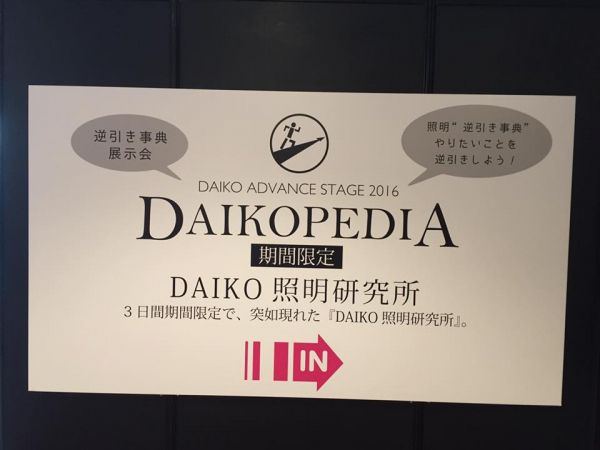 逆引き事典
展示会
照明“逆引き事典”
やりたいことを
逆引きしよう!
DAIKO ADVANCE STAGE 2016
DAIKOPEDIA
期間限定
DAIKO 照明研究所
3日間期間限定で、突如現れた『DAIKO 照明研究所』。
IN